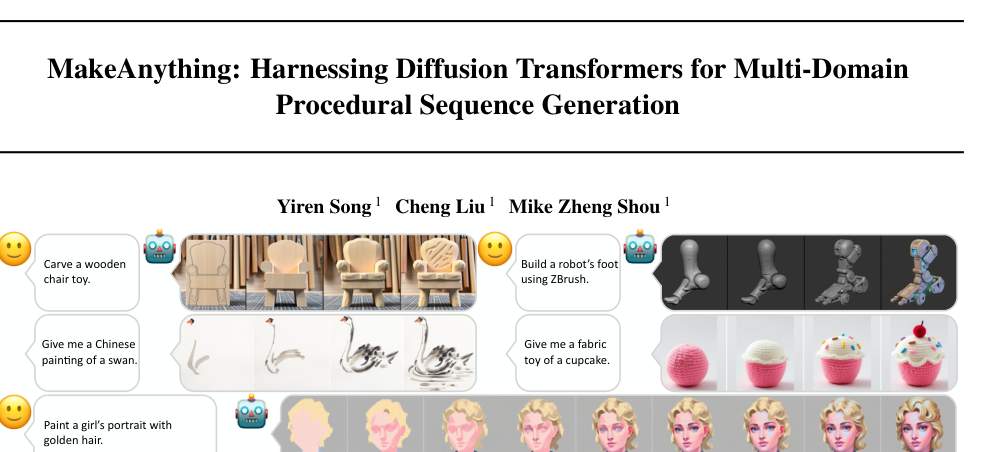 MakeAnything: Harnessing Diffusion Transformers for Multi-Domain
Procedural Sequence Generation
Yiren Song 1 Cheng Liu 1 Mike Zheng Shou 1
Carve a wooden
chair toy.
Build a robot's foot
using ZBrush.
Give me a Chinese
painting of a swan.
Give me a fabric
toy of a cupcake.
Paint a girl's portrait with
golden hair.